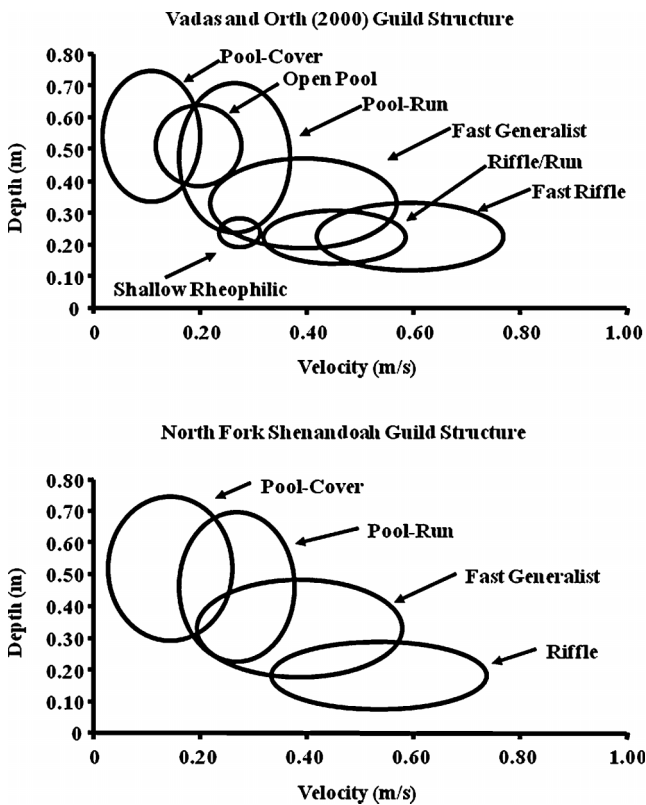 Vadas and Orth (2000) Guild Structure
0.80
0.70
0.60
0.50
0.40
0.30
0.20
0.10
0
Depth (m)
Pool-Cover
Open Pool
Pool-Run
Fast Generalist
Riffle/Run
Fast Riffle
Shallow Rheophilic
0 0.20 0.40 0.60 0.80 1.00
Velocity (m/s)
North Fork Shenandoah Guild Structure
0.80
0.70
0.60
0.50
0.40
0.30
0.20
0.10
0
Depth (m)
Pool-Cover
Pool-Run
Fast Generalist
Riffle
0 0.20 0.40 0.60 0.80 1.00
Velocity (m/s)